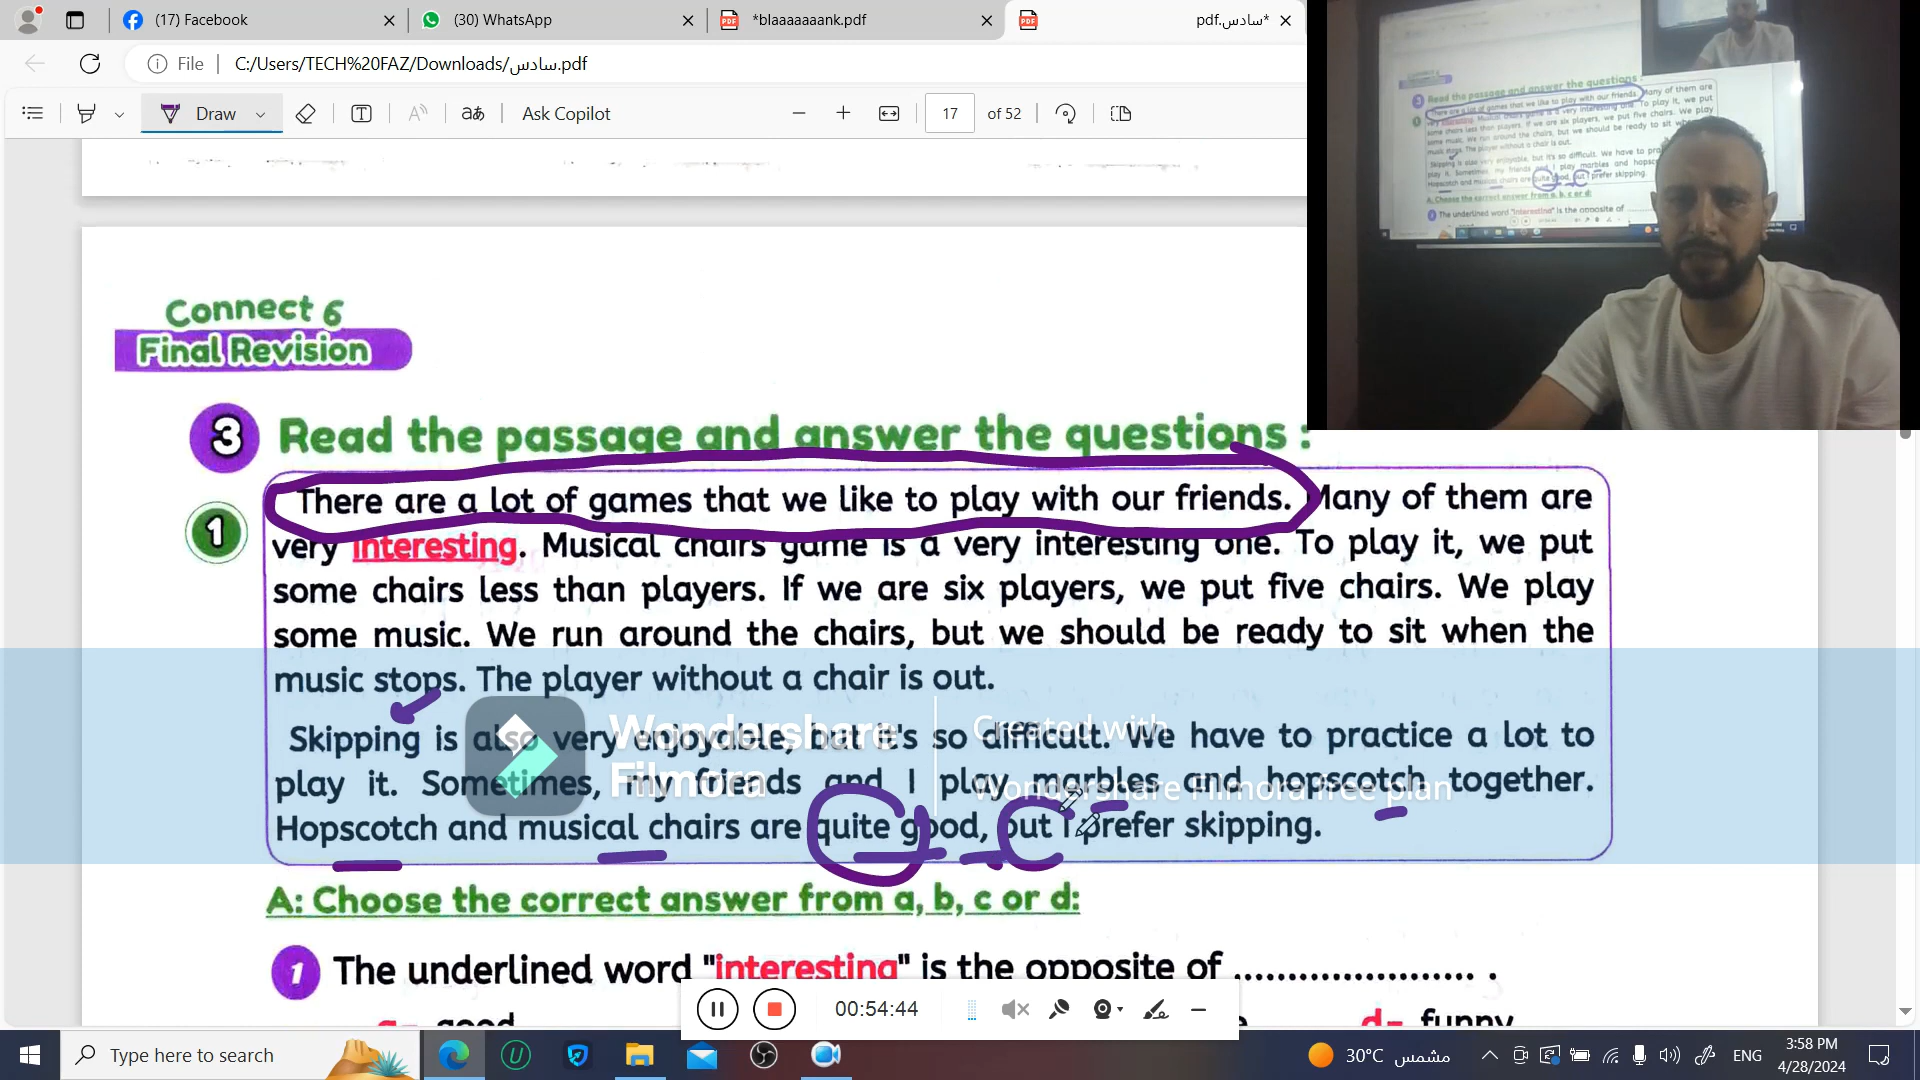 (17) Facebook
(30) WhatsApp
*blaaaaaaank.pdf
*سادس.pdf
File
C:/Users/TECH%20FAZ/Downloads/سادس.pdf
Draw
Ask Copilot
17 of 52
Connect 6
Final Revision
3 Read the passage and answer the questions :
1
There are a lot of games that we like to play with our friends. Many of them are
very interesting. Musical chairs game is a very interesting one. To play it, we put
some chairs less than players. If we are six players, we put five chairs. We play
some music. We run around the chairs, but we should be ready to sit when the
music stops. The player without a chair is out.
Skipping is also very enjoyable, but it's so difficult. We have to practice a lot to
play it. Sometimes, my friends and I play marbles and hopscotch together.
Hopscotch and musical chairs are quite good, but I prefer skipping.
Wondershare
Filmora
Created with
Wondershare Filmora free plan
A: Choose the correct answer from a, b, c or d:
1 The underlined word "interesting" is the opposite of ..................... .
a- good
d- funny
00:54:44
Type here to search
30°C مشمس
ENG
3:58 PM
4/28/2024